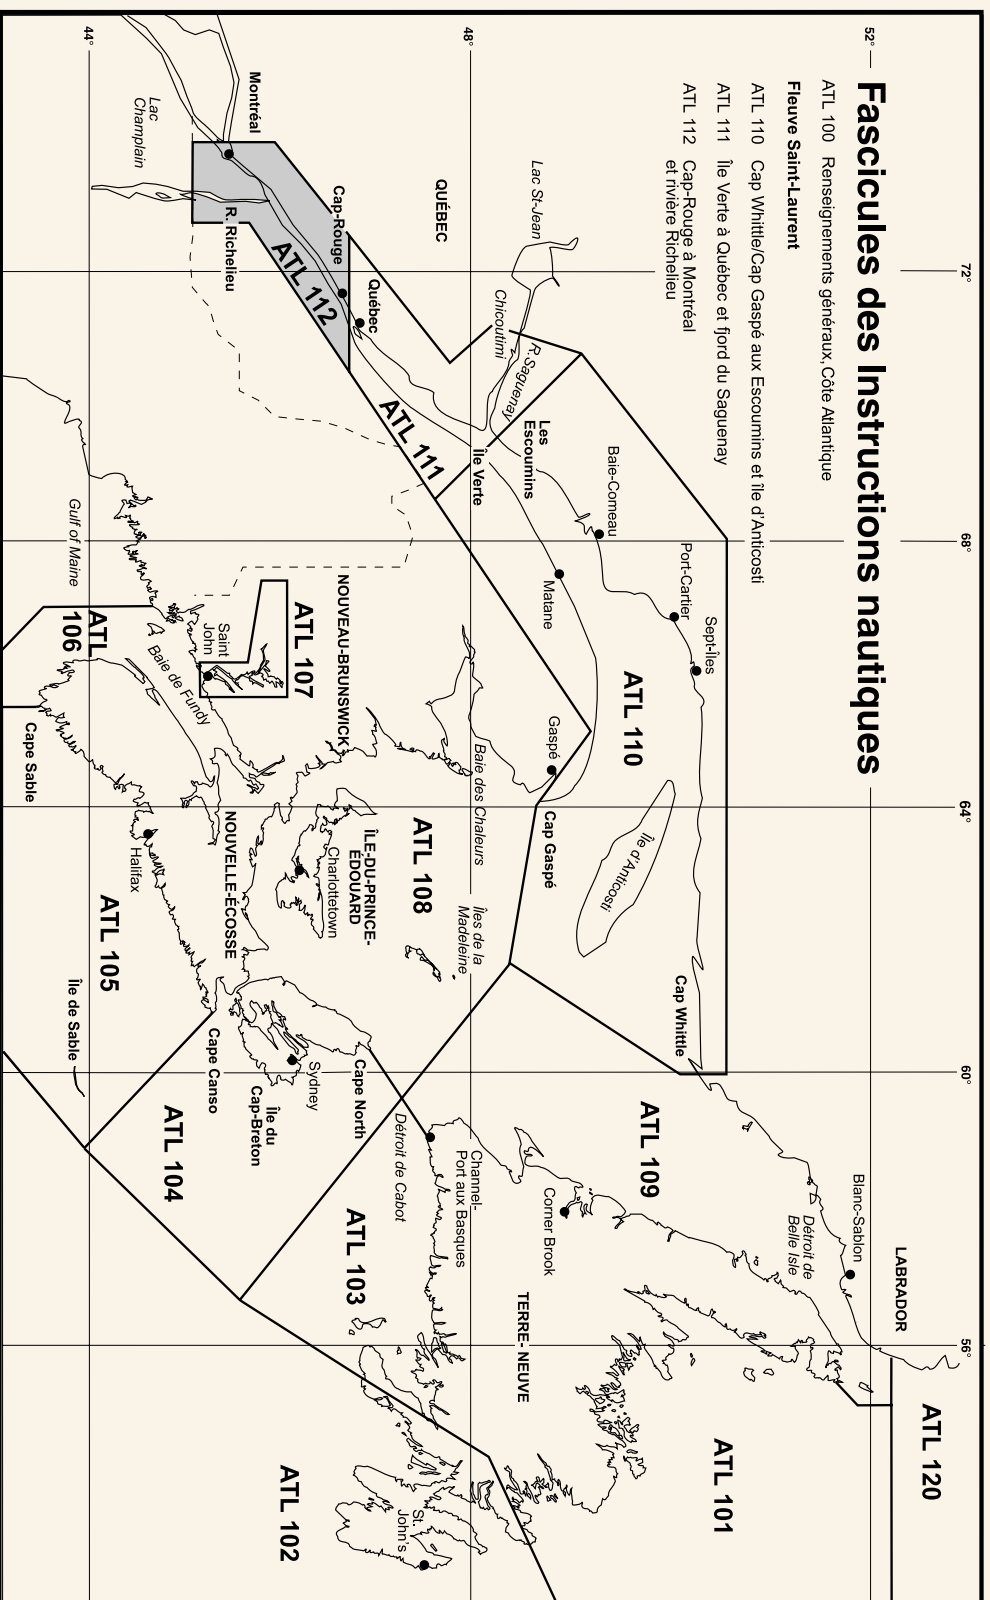 Fascicules des Instructions nautiques
ATL 100 Renseignements généraux, Côte Atlantique
Fleuve Saint-Laurent
ATL 110 Cap Whittle/Cap Gaspé aux Escoumins et île d'Anticosti
ATL 111 Île Verte à Québec et fjord du Saguenay
ATL 112 Cap-Rouge à Montréal
et rivière Richelieu
72°
68°
64°
60°
56°
52°
48°
44°
LABRADOR
ATL 120
Blanc-Sablon
Détroit de
Belle Isle
ATL 101
Sept-Îles
Port-Cartier
Cap Whittle
ATL 110
ATL 109
Île d'Anticosti
Baie-Comeau
Matane
Gaspé
Cap Gaspé
Corner Brook
TERRE- NEUVE
Lac St-Jean
Chicoutimi
R. Saguenay
Les
Escoumins
Île Verte
QUÉBEC
Baie des Chaleurs
Îles de la
Madeleine
Channel-
Port aux Basques
ATL 108
ATL 111
Détroit de Cabot
St.
John's
Québec
Cap-Rouge
ÎLE-DU-PRINCE-
ÉDOUARD
Charlottetown
Cape North
ATL 103
NOUVEAU-BRUNSWICK
ATL 112
ATL 107
Sydney
ATL 102
Île du
Cap-Breton
Montréal
R. Richelieu
Saint
John
NOUVELLE-ÉCOSSE
Cape Canso
Baie de Fundy
ATL 104
Lac
Champlain
Halifax
ATL 105
ATL
106
Gulf of Maine
Île de Sable
Cape Sable